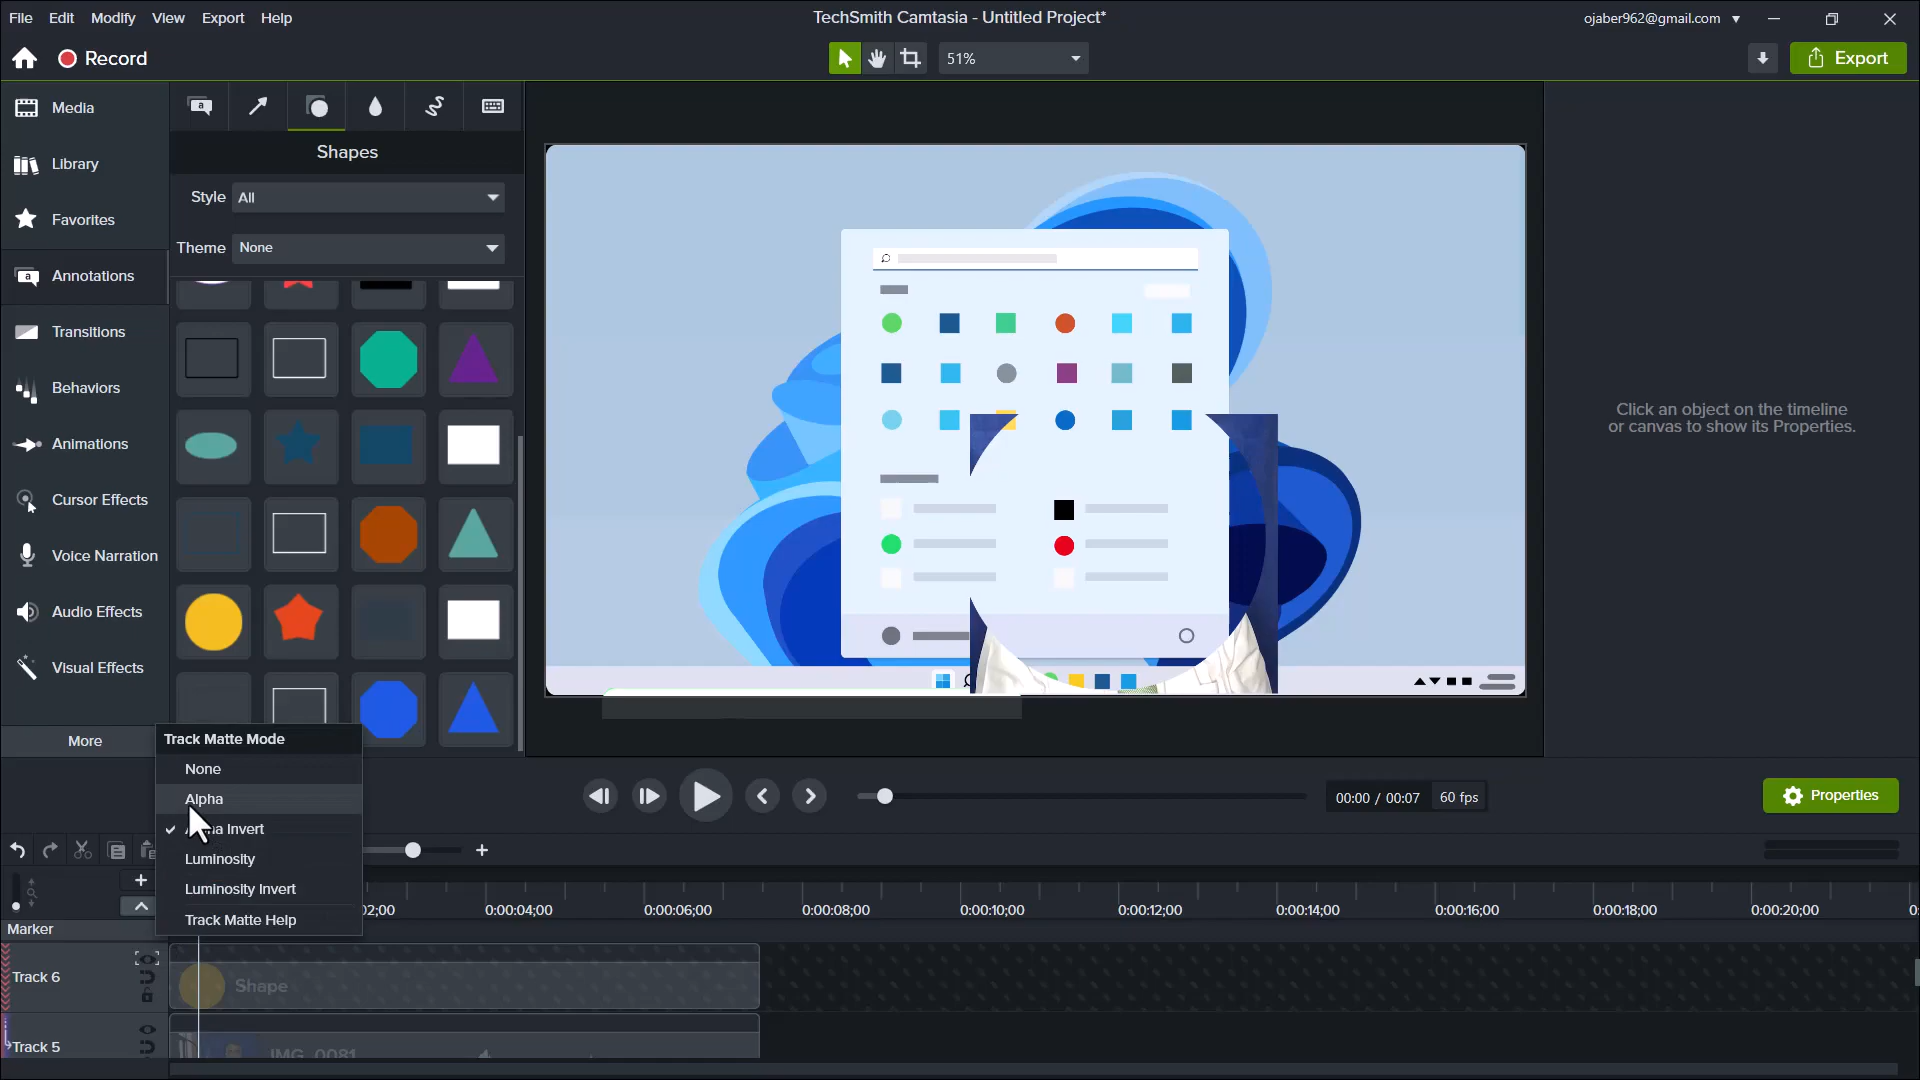 File Edit Modify View Export Help
TechSmith Camtasia - Untitled Project*
ojaber962@gmail.com
Record
51%
Export
Media
Library
Favorites
Annotations
Transitions
Behaviors
Animations
Cursor Effects
Voice Narration
Audio Effects
Visual Effects
More
a
a
Shapes
Style All
Theme None
Click an object on the timeline
or canvas to show its Properties.
Track Matte Mode
None
Alpha
Invert
Luminosity
Luminosity Invert
Track Matte Help
00:00 / 00:07 60 fps
Properties
0:00:04;00 0:00:06;00 0:00:08;00 0:00:10;00 0:00:12;00 0:00:14;00 0:00:16;00 0:00:18;00 0:00:20;00
Marker
Track 6
Shape
Track 5
IMG_0081